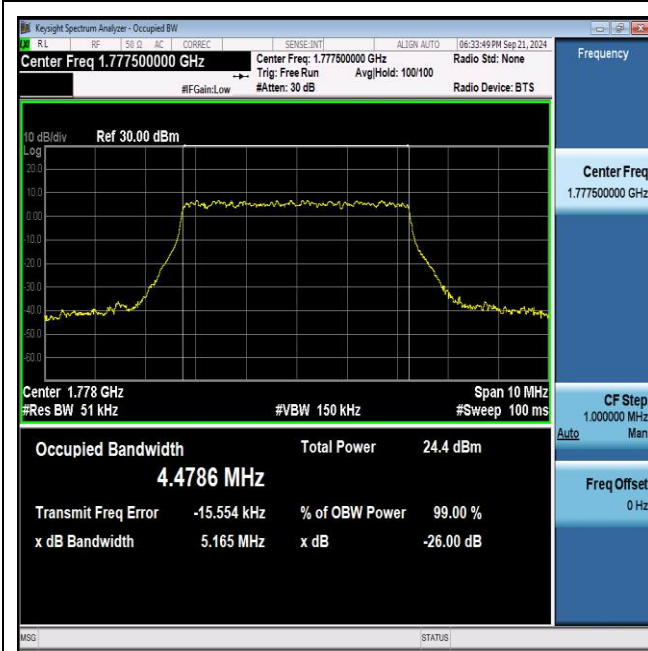 Keysight Spectrum Analyzer - Occupied BW
RL RF 50 Ω AC CORREC SENSE:INT ALIGN AUTO 06:33:49 PM Sep 21, 2024
Center Freq 1.777500000 GHz
Center Freq: 1.777500000 GHz Radio Std: None
Trig: Free Run Avg|Hold: 100/100
#IFGain:Low #Atten: 30 dB Radio Device: BTS
10 dB/div Ref 30.00 dBm
Log
20.0
10.0
0.00
-10.0
-20.0
-30.0
-40.0
-50.0
-60.0
Center 1.778 GHz Span 10 MHz
#Res BW 51 kHz #VBW 150 kHz #Sweep 100 ms
Occupied Bandwidth Total Power 24.4 dBm
4.4786 MHz
Transmit Freq Error -15.554 kHz % of OBW Power 99.00 %
x dB Bandwidth 5.165 MHz x dB -26.00 dB
MSG STATUS
Frequency
Center Freq
1.777500000 GHz
CF Step
1.000000 MHz
Auto Man
Freq Offset
0 Hz